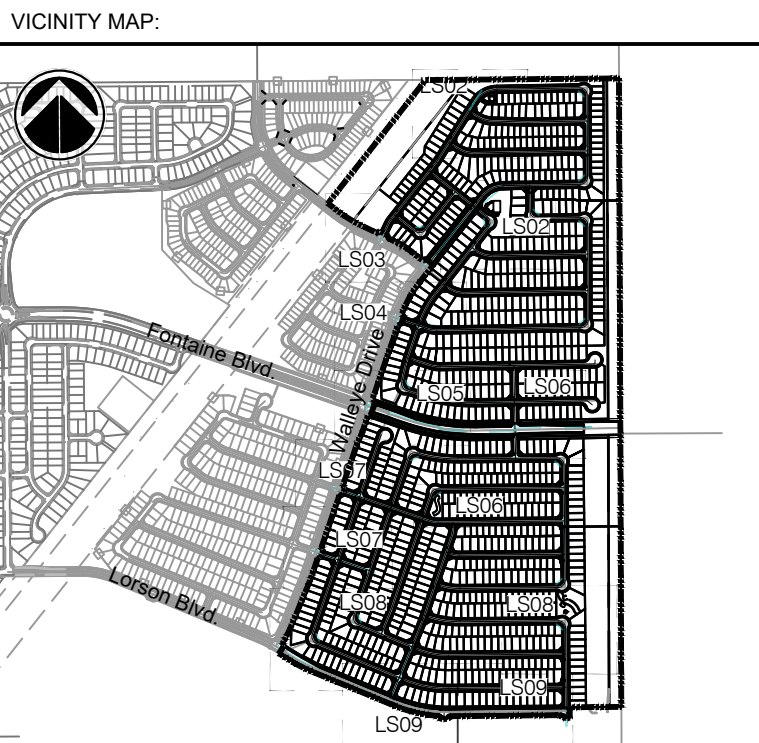 VICINITY MAP:
LS02
LS02
LS03
LS04
Fontaine Blvd.
Walleye Drive
LS05
LS06
LS07
LS06
LS07
LS08
LS08
Lorson Blvd.
LS09
LS09